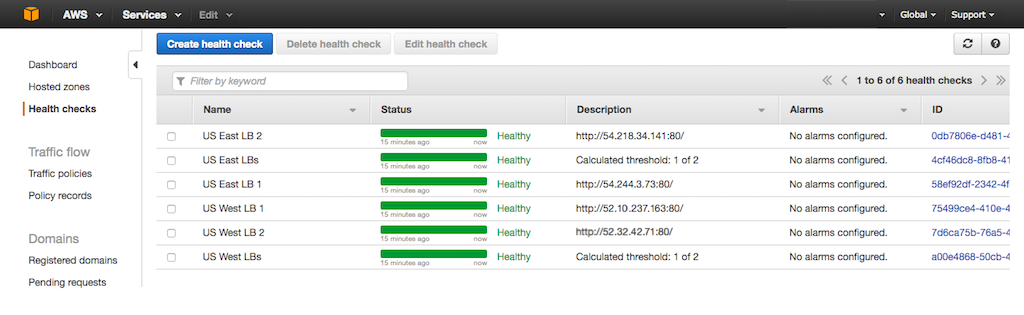 AWS Services Edit Global Support
Create health check Delete health check Edit health check
Dashboard
Hosted zones
Health checks
Traffic flow
Traffic policies
Policy records
Domains
Registered domains
Pending requests
Filter by keyword
1 to 6 of 6 health checks
Name Status Description Alarms ID
US East LB 2 15 minutes ago now Healthy http://54.218.34.141:80/ No alarms configured. 0db7806e-d481-4
US East LBs 15 minutes ago now Healthy Calculated threshold: 1 of 2 No alarms configured. 4cf46dc8-8fb8-41
US East LB 1 15 minutes ago now Healthy http://54.244.3.73:80/ No alarms configured. 58ef92df-2342-4f
US West LB 1 15 minutes ago now Healthy http://52.10.237.163:80/ No alarms configured. 75499ce4-410e-4
US West LB 2 15 minutes ago now Healthy http://52.32.42.71:80/ No alarms configured. 7d6ca75b-76a5-4
US West LBs 15 minutes ago now Healthy Calculated threshold: 1 of 2 No alarms configured. a00e4868-50cb-4